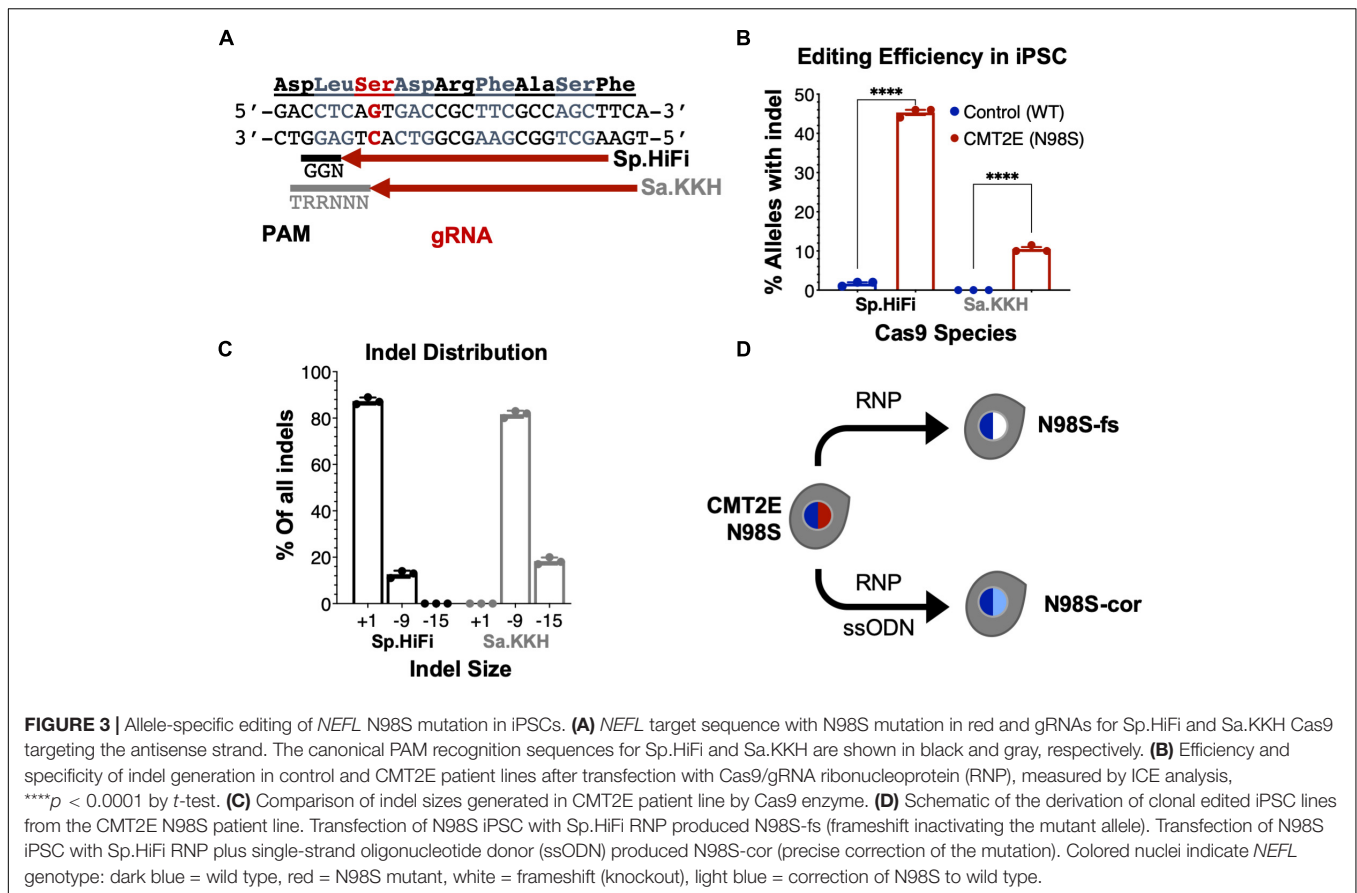 A
AspLeuSerAspArgPheAlaSerPhe
5’-GACCTCAGTGACCGCTTCGCCAGCTTCA-3’
3’-CTGGAGTCACTGGCGAAGCGGTCGAAGT-5’
Sp.HiFi
GGN
Sa.KKH
TRRNNN
PAM
gRNA
B
Editing Efficiency in iPSC
% Alleles with indel
50
40
30
20
10
0
****
****
Control (WT)
CMT2E (N98S)
Sp.HiFi
Sa.KKH
Cas9 Species
C
Indel Distribution
% Of all indels
100
80
60
40
20
0
+1 -9 -15 +1 -9 -15
Sp.HiFi Sa.KKH
Indel Size
D
RNP
N98S-fs
CMT2E
N98S
RNP
ssODN
N98S-cor
FIGURE 3 | Allele-specific editing of NEFL N98S mutation in iPSCs. (A) NEFL target sequence with N98S mutation in red and gRNAs for Sp.HiFi and Sa.KKH Cas9
targeting the antisense strand. The canonical PAM recognition sequences for Sp.HiFi and Sa.KKH are shown in black and gray, respectively. (B) Efficiency and
specificity of indel generation in control and CMT2E patient lines after transfection with Cas9/gRNA ribonucleoprotein (RNP), measured by ICE analysis,
****p < 0.0001 by t-test. (C) Comparison of indel sizes generated in CMT2E patient line by Cas9 enzyme. (D) Schematic of the derivation of clonal edited iPSC lines
from the CMT2E N98S patient line. Transfection of N98S iPSC with Sp.HiFi RNP produced N98S-fs (frameshift inactivating the mutant allele). Transfection of N98S
iPSC with Sp.HiFi RNP plus single-strand oligonucleotide donor (ssODN) produced N98S-cor (precise correction of the mutation). Colored nuclei indicate NEFL
genotype: dark blue = wild type, red = N98S mutant, white = frameshift (knockout), light blue = correction of N98S to wild type.